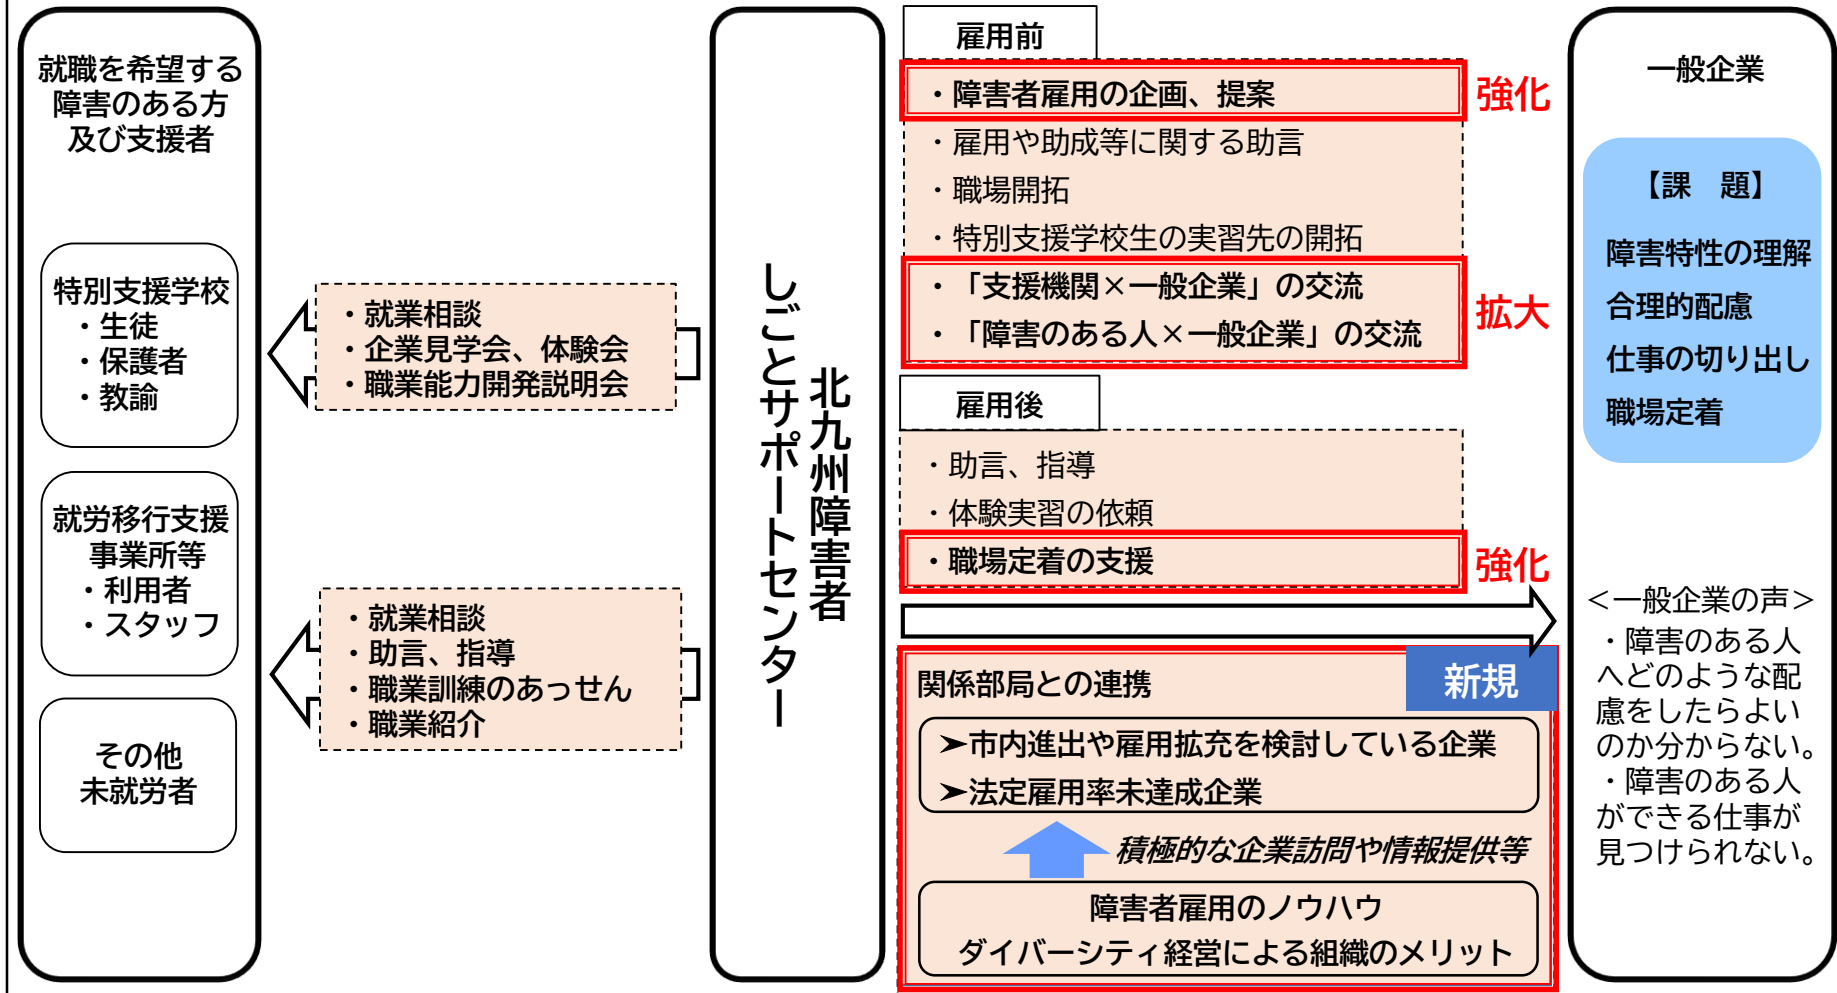 就職を希望する
障害のある方
及び支援者
特別支援学校
・生徒
・保護者
・教諭
就労移行支援
事業所等
・利用者
・スタッフ
その他
未就労者
・就業相談
・企業見学会、体験会
・職業能力開発説明会
・就業相談
・助言、指導
・職業訓練のあっせん
・職業紹介
北九州障害者
しごとサポートセンター
雇用前
・障害者雇用の企画、提案
強化
・雇用や助成等に関する助言
・職場開拓
・特別支援学校生の実習先の開拓
・「支援機関×一般企業」の交流
・「障害のある人×一般企業」の交流
拡大
雇用後
・助言、指導
・体験実習の依頼
・職場定着の支援
強化
関係部局との連携
新規
➤市内進出や雇用拡充を検討している企業
➤法定雇用率未達成企業
積極的な企業訪問や情報提供等
障害者雇用のノウハウ
ダイバーシティ経営による組織のメリット
一般企業
【課　題】
障害特性の理解
合理的配慮
仕事の切り出し
職場定着
＜一般企業の声＞
・障害のある人
へどのような配
慮をしたらよい
のか分からない。
・障害のある人
ができる仕事が
見つけられない。